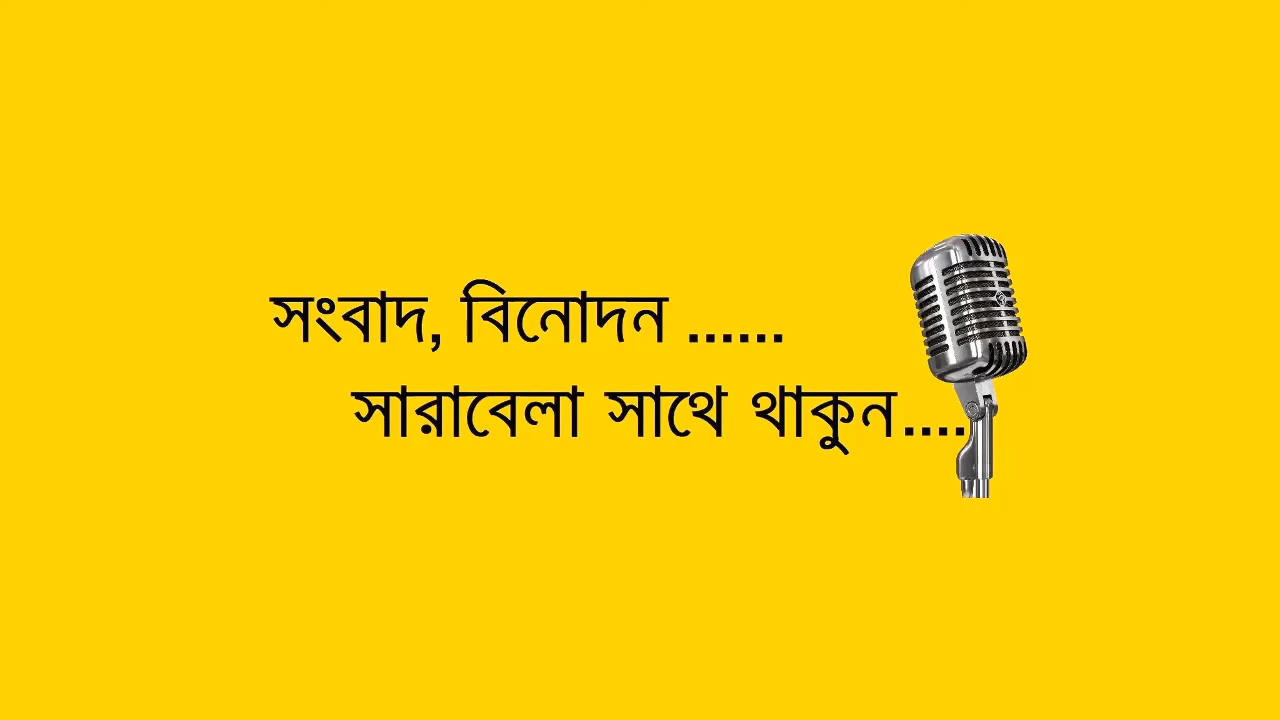 সংবাদ, বিনোদন ......
সারাবেলা সাথে থাকুন....